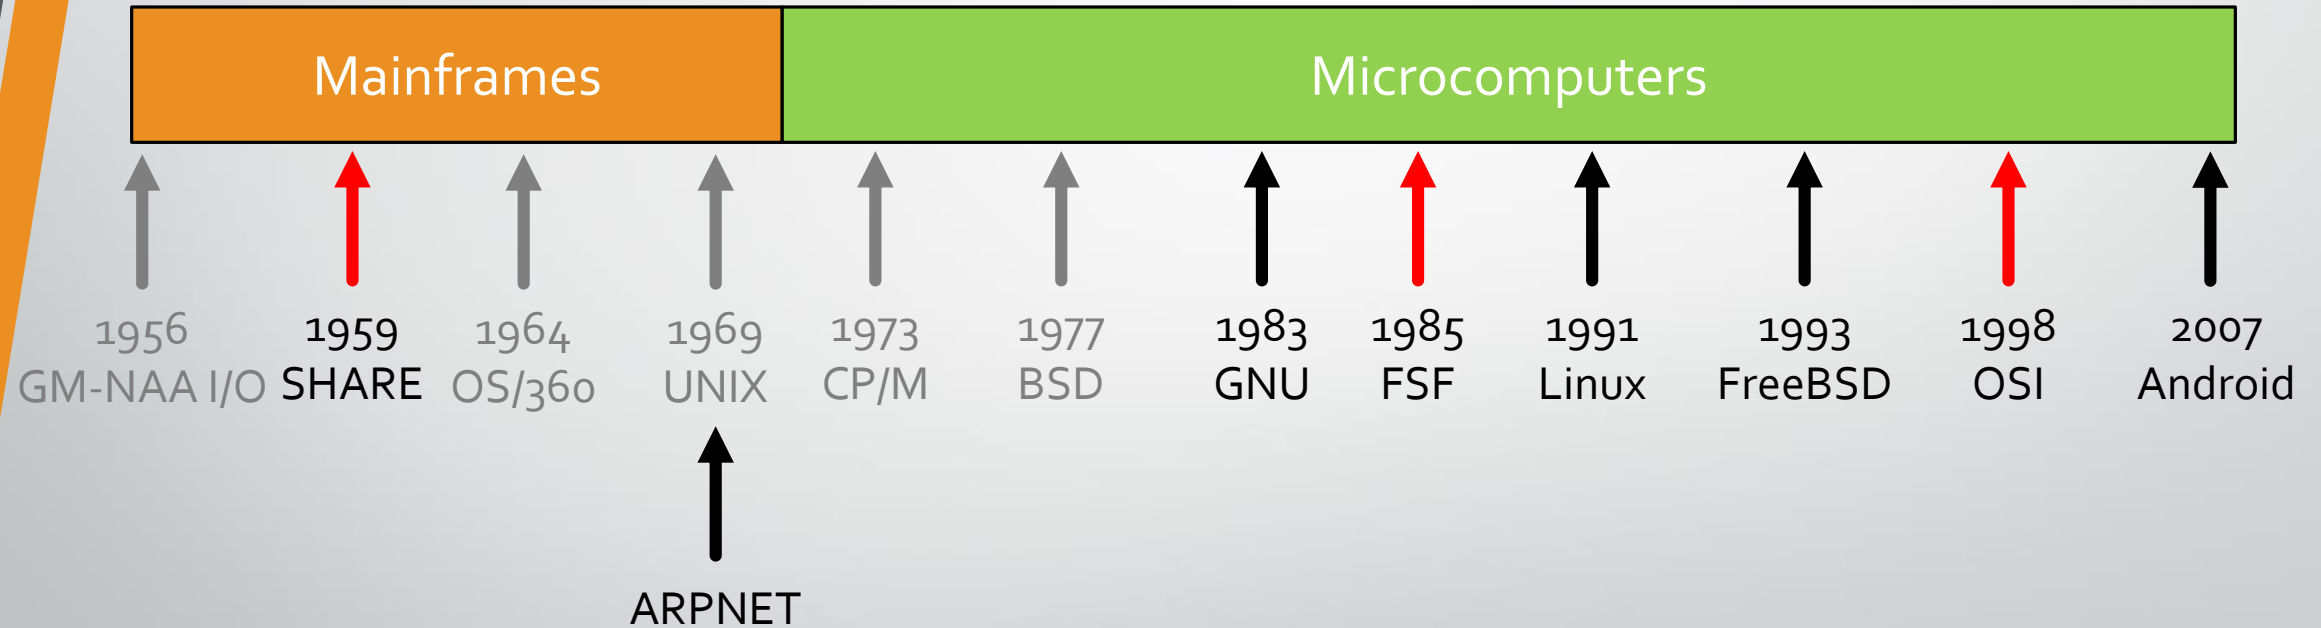 Mainframes
Microcomputers
1956
GM-NAA I/O
1959
SHARE
1964
OS/360
1969
UNIX
1973
CP/M
1977
BSD
1983
GNU
1985
FSF
1991
Linux
1993
FreeBSD
1998
OSI
2007
Android
ARPNET